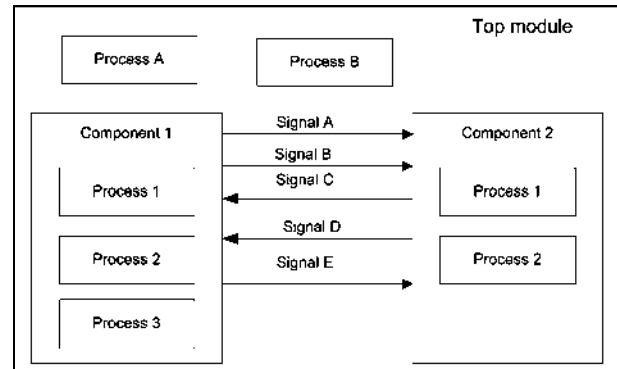 Top module
Process A
Process B
Component 1
Signal A
Component 2
Signal B
Process 1
Signal C
Process 1
Signal D
Process 2
Signal E
Process 2
Process 3